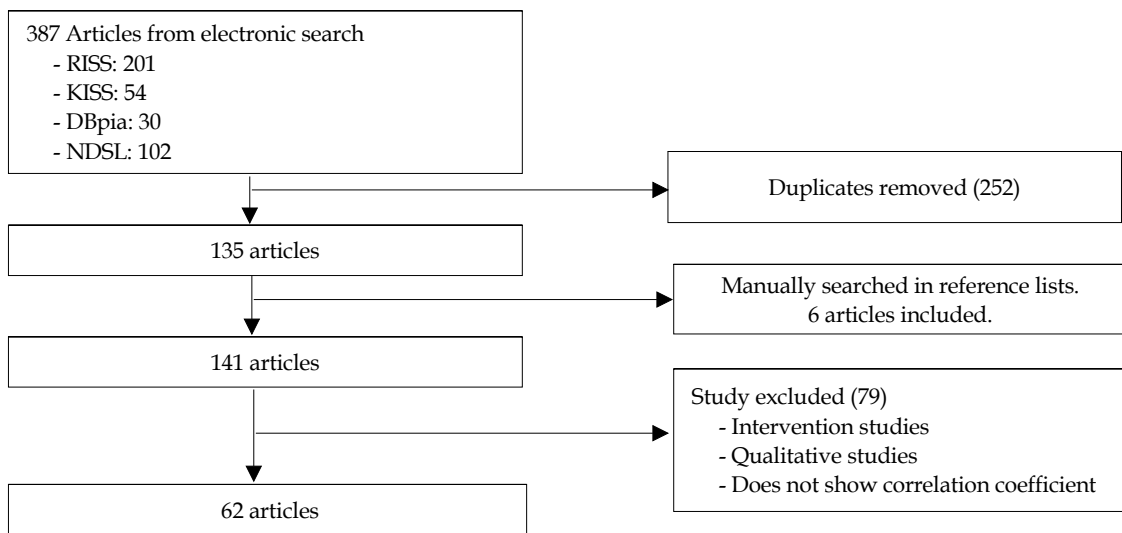 387 Articles from electronic search
- RISS: 201
- KISS: 54
- DBpia: 30
- NDSL: 102
Duplicates removed (252)
135 articles
Manually searched in reference lists.
6 articles included.
141 articles
Study excluded (79)
- Intervention studies
- Qualitative studies
- Does not show correlation coefficient
62 articles